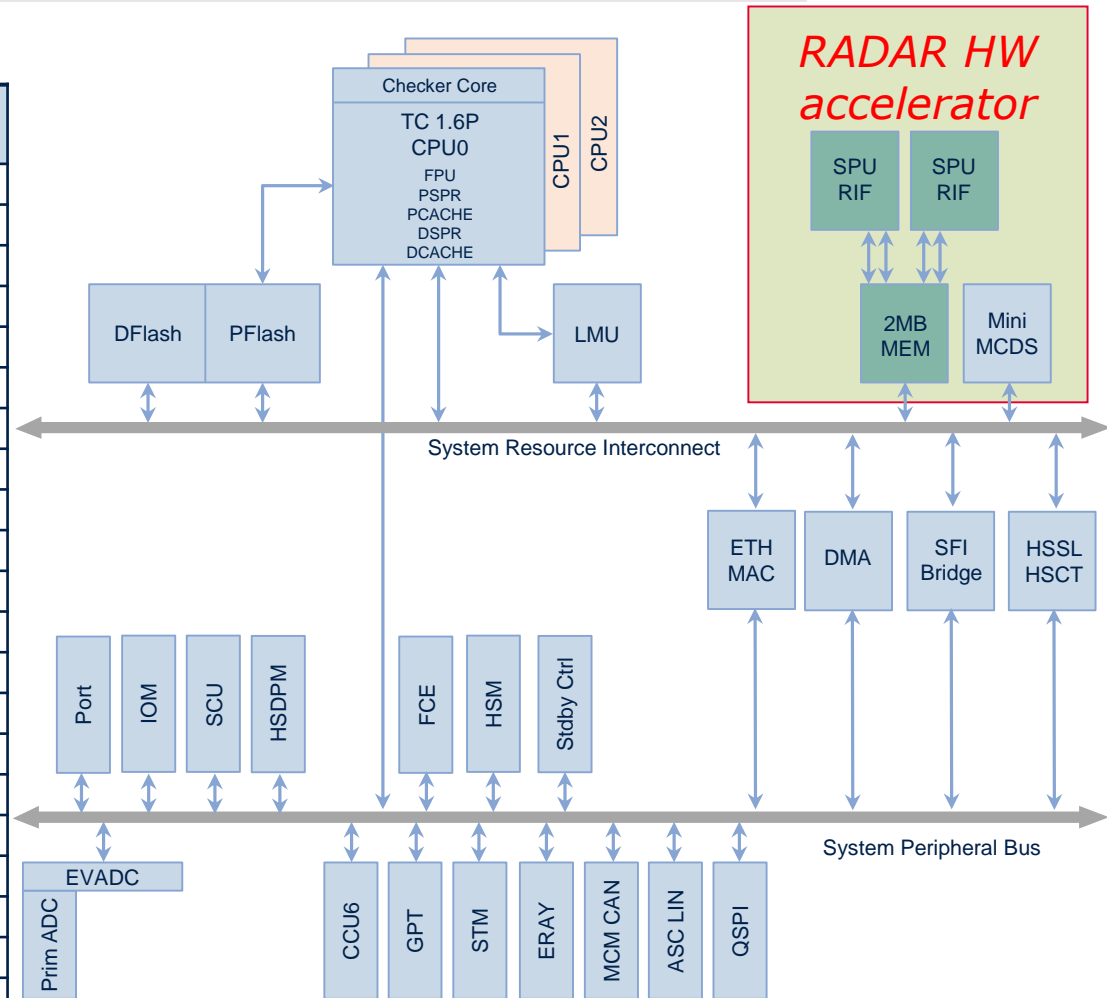 RADAR HW
accelerator
Checker Core
TC 1.6P
CPU0
FPU
PSPR
PCACHE
DSPR
DCACHE
CPU1
CPU2
SPU
RIF
SPU
RIF
DFlash
PFlash
LMU
2MB
MEM
Mini
MCDS
System Resource Interconnect
ETH
MAC
DMA
SFI
Bridge
HSSL
HSCT
Port
IOM
SCU
HSDPM
FCE
HSM
Stdby Ctrl
System Peripheral Bus
EVADC
Prim ADC
CCU6
GPT
STM
ERAY
MCM CAN
ASC LIN
QSPI